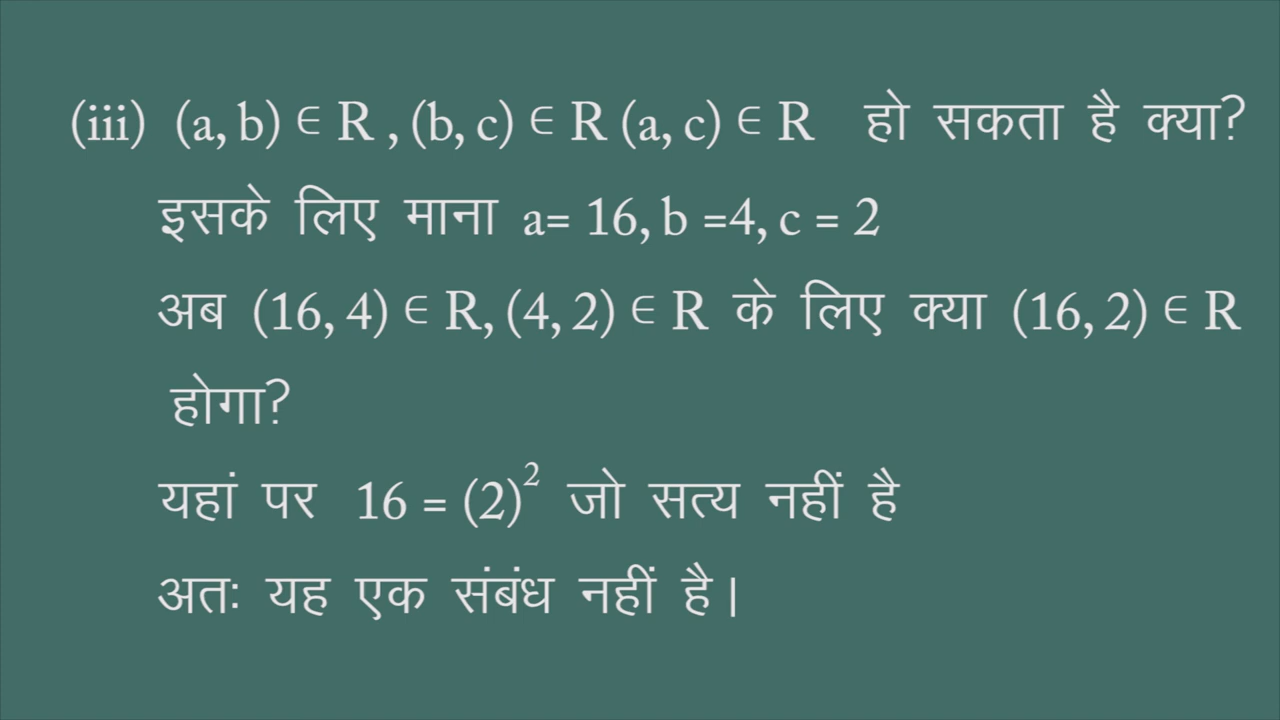 (iii) (a, b) ∈ R , (b, c) ∈ R (a, c) ∈ R हो सकता है क्या?
इसके लिए माना a= 16, b =4, c = 2
अब (16, 4) ∈ R, (4, 2) ∈ R के लिए क्या (16, 2) ∈ R
होगा?
यहां पर 16 = (2)² जो सत्य नहीं है
अतः यह एक संबंध नहीं है।